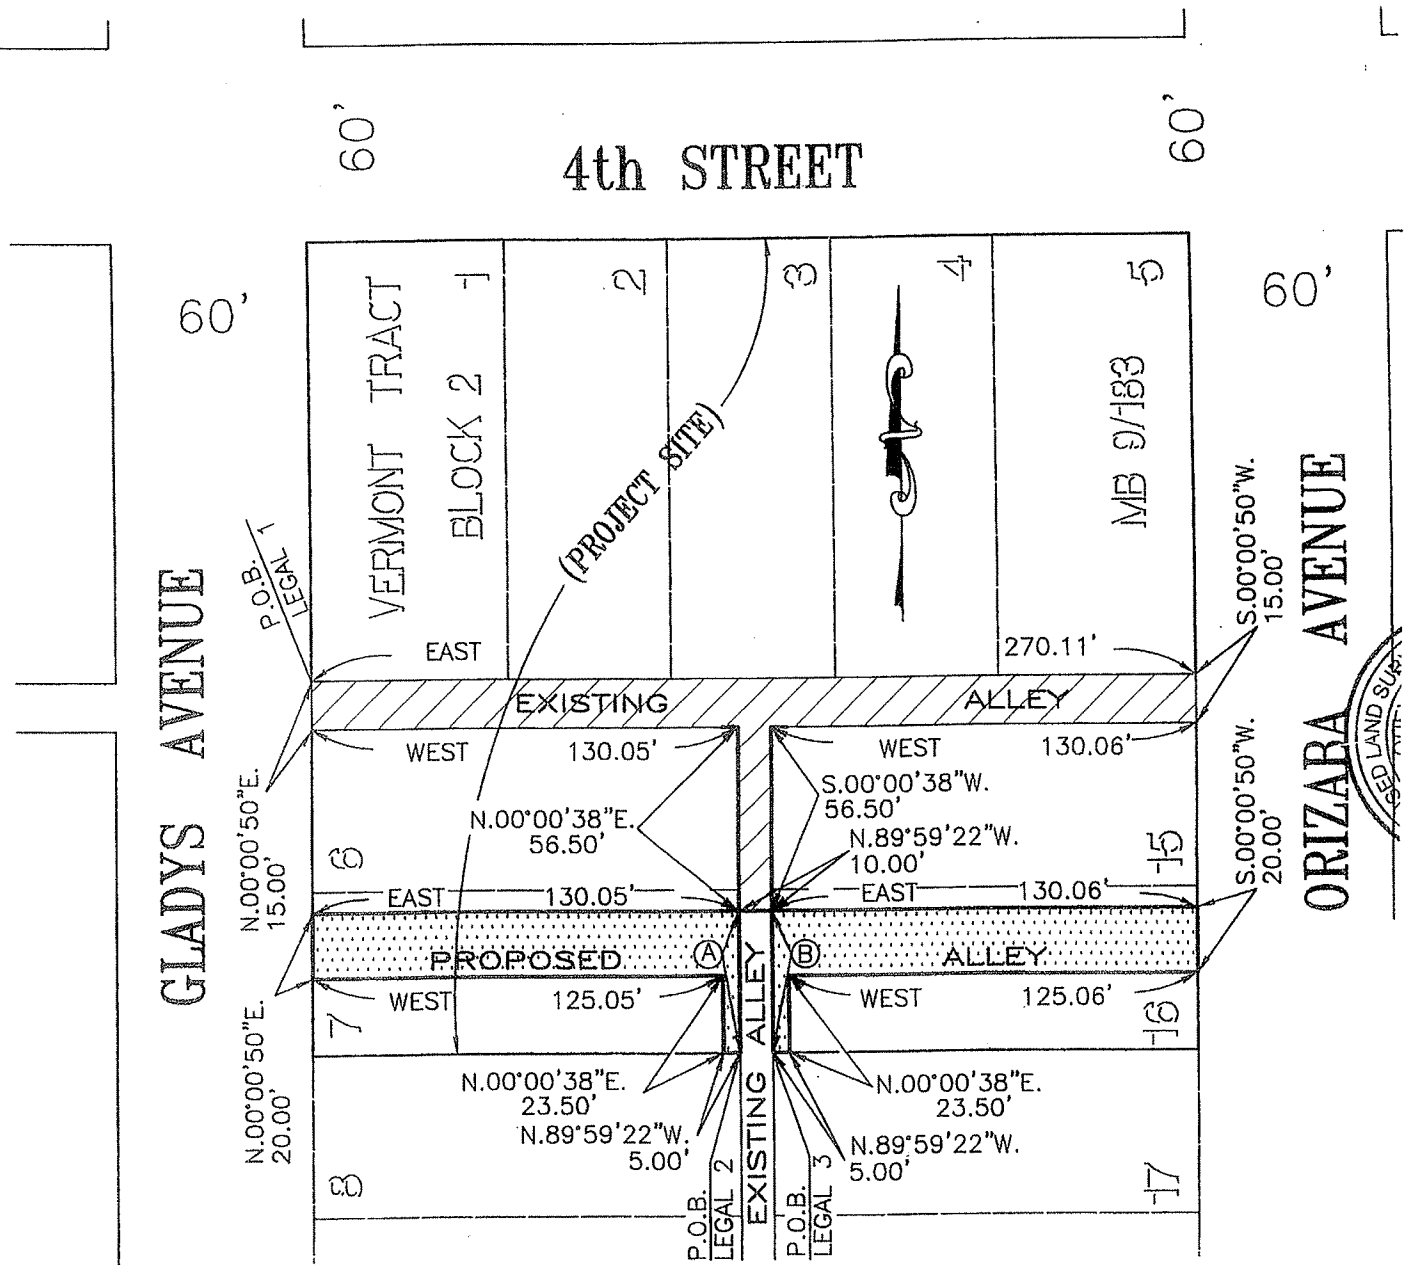 60'
60'
4th STREET
60'
60'
1
2
3
4
5
VERMONT TRACT
BLOCK 2
MB 9/183
(PROJECT SITE)
GLADYS AVENUE
ORIZARA AVENUE
P.O.B.
LEGAL 1
EAST
270.11'
S.00°00'50"W.
15.00'
EXISTING
ALLEY
WEST
130.05'
WEST
130.06'
N.00°00'50"E.
15.00'
N.00°00'38"E.
56.50'
S.00°00'38"W.
56.50'
N.89°59'22"W.
10.00'
S.00°00'50"W.
20.00'
6
15
EAST
130.05'
EAST
130.06'
PROPOSED
A
B
ALLEY
WEST
125.05'
WEST
125.06'
7
16
N.00°00'50"E.
20.00'
N.00°00'38"E.
23.50'
N.89°59'22"W.
5.00'
N.00°00'38"E.
23.50'
N.89°59'22"W.
5.00'
EXISTING ALLEY
8
17
P.O.B.
LEGAL 2
P.O.B.
LEGAL 3
SED LAND SUR